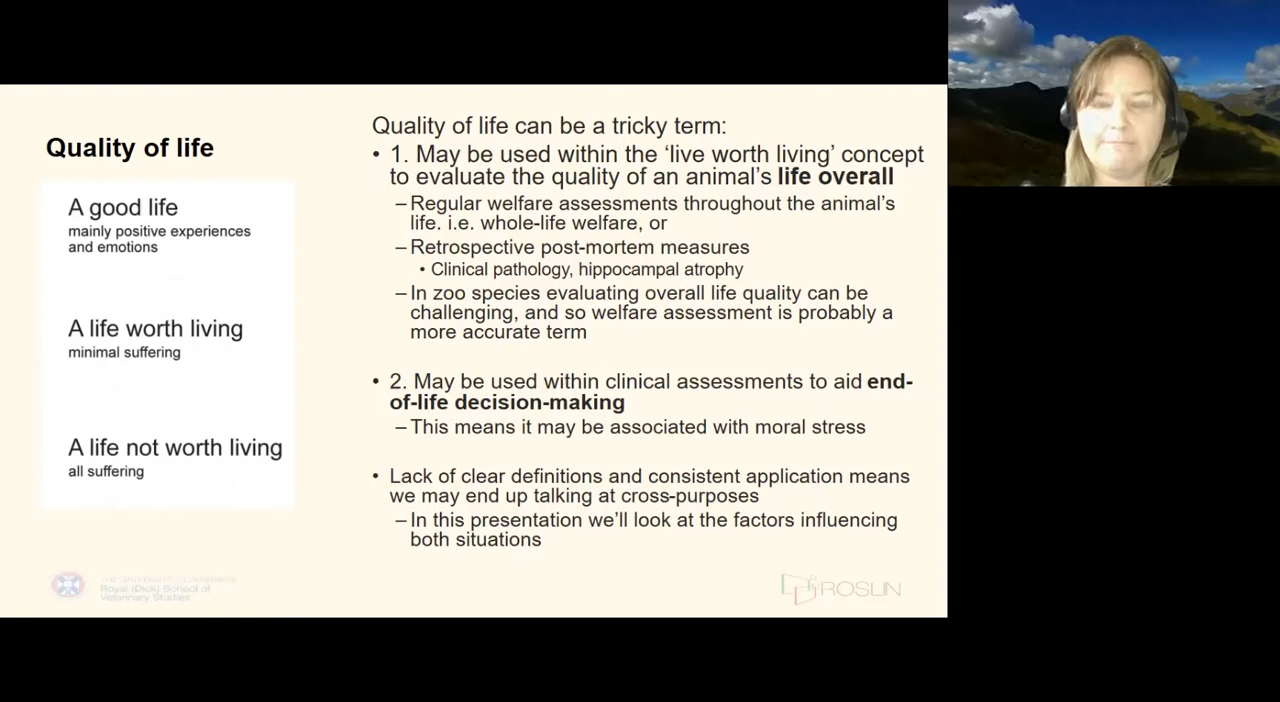 Quality of life
A good life
mainly positive experiences
and emotions
A life worth living
minimal suffering
A life not worth living
all suffering
Quality of life can be a tricky term:
• 1. May be used within the ‘live worth living’ concept
to evaluate the quality of an animal’s life overall
–Regular welfare assessments throughout the animal’s
life. i.e. whole-life welfare, or
–Retrospective post-mortem measures
• Clinical pathology, hippocampal atrophy
–In zoo species evaluating overall life quality can be
challenging, and so welfare assessment is probably a
more accurate term
• 2. May be used within clinical assessments to aid end-
of-life decision-making
–This means it may be associated with moral stress
• Lack of clear definitions and consistent application means
we may end up talking at cross-purposes
–In this presentation we’ll look at the factors influencing
both situations
Royal (Dick) School of
Veterinary Studies
ROSLIN